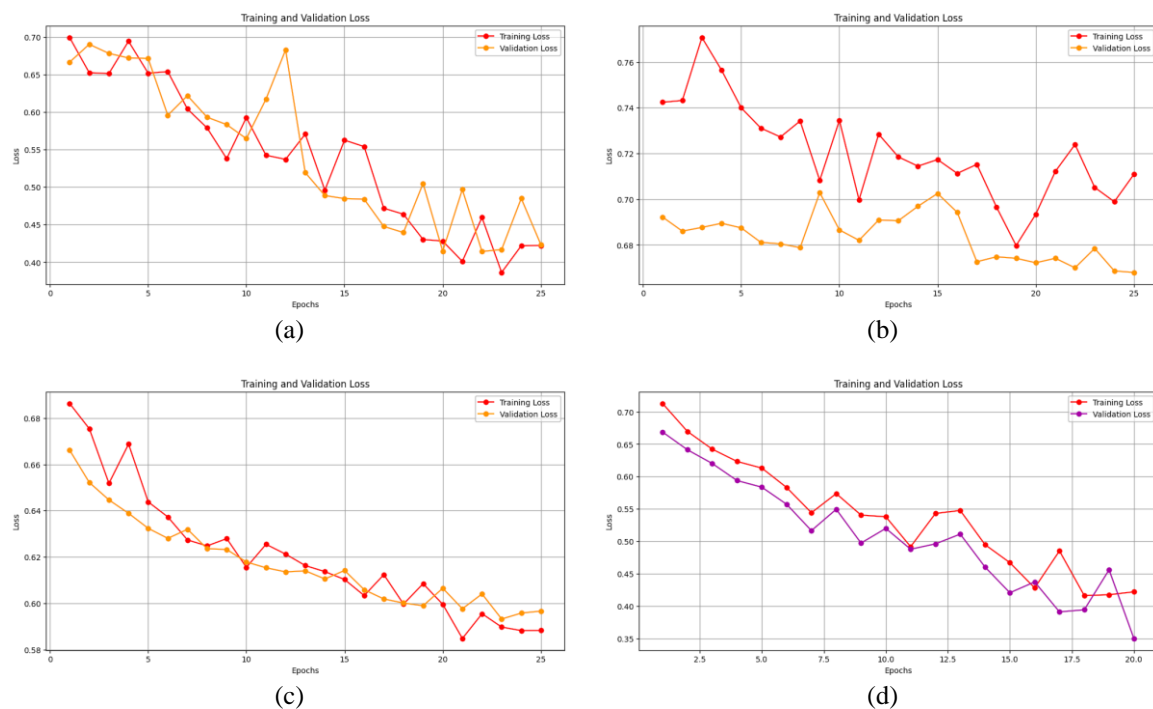 Training and Validation Loss
Training Loss
Validation Loss
0.70
0.65
0.60
0.55
0.50
0.45
0.40
Loss
0
5
10
15
20
25
Epochs
(a)
Training and Validation Loss
Training Loss
Validation Loss
0.76
0.74
0.72
0.70
0.68
Loss
0
5
10
15
20
25
Epochs
(b)
Training and Validation Loss
Training Loss
Validation Loss
0.68
0.66
0.64
0.62
0.60
0.58
Loss
0
5
10
15
20
25
Epochs
(c)
Training and Validation Loss
Training Loss
Validation Loss
0.70
0.65
0.60
0.55
0.50
0.45
0.40
0.35
Loss
2.5
5.0
7.5
10.0
12.5
15.0
17.5
20.0
Epochs
(d)